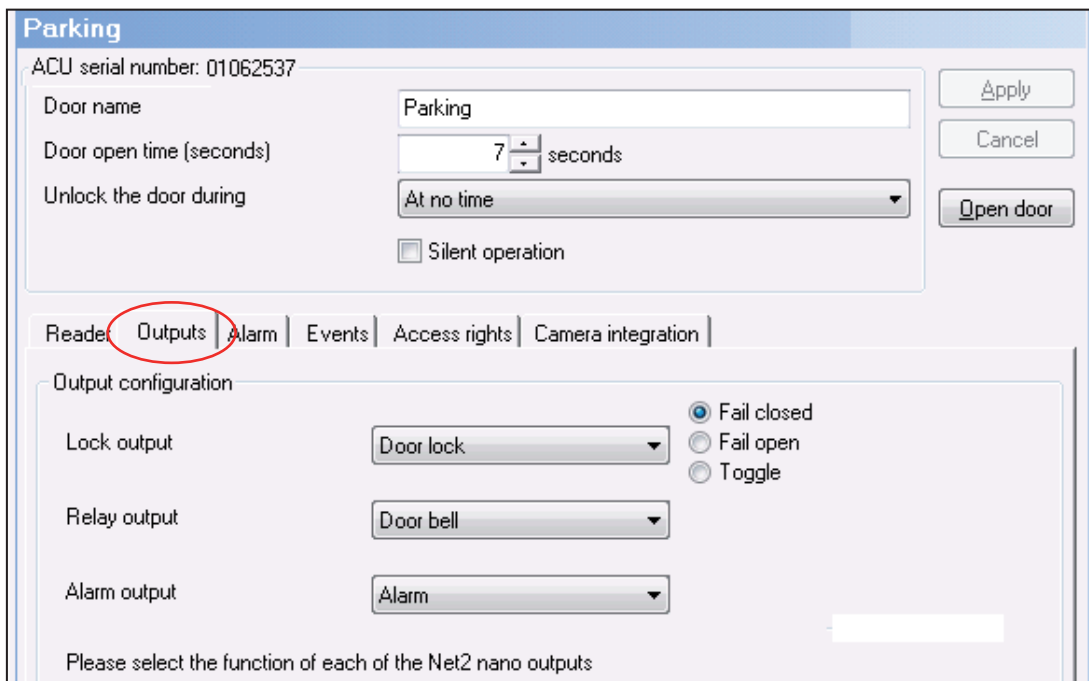 Parking
ACU serial number: 01062537
Apply
Door name Parking
Cancel
Door open time (seconds) 7 seconds
Unlock the door during At no time
Open door
Silent operation
Reader Outputs Alarm Events Access rights Camera integration
Output configuration
Fail closed
Lock output Door lock Fail open
Toggle
Relay output Door bell
Alarm output Alarm
Please select the function of each of the Net2 nano outputs